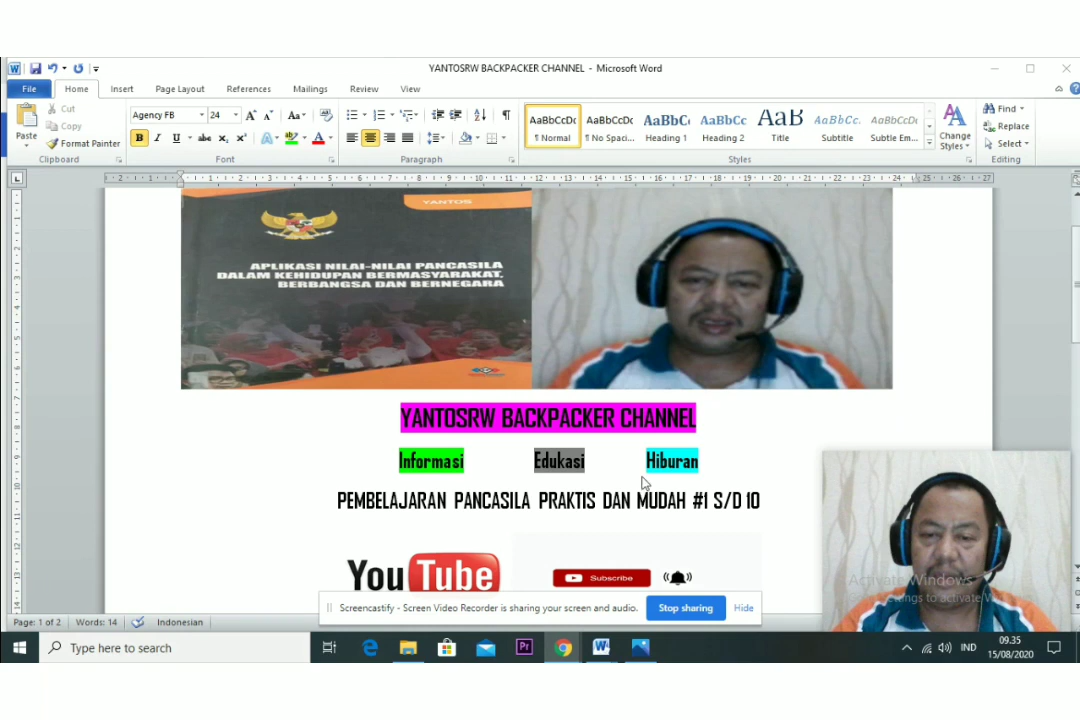 YANTOSRW BACKPACKER CHANNEL - Microsoft Word
File Home Insert Page Layout References Mailings Review View
Paste
Cut
Copy
Format Painter
Clipboard
Agency FB 24
Font
Paragraph
AaBbCcDc AaBbCcDc AaBbCc AaBbCc AaB AaBbCc. AaBbCcDc
¶ Normal ¶ No Spaci... Heading 1 Heading 2 Title Subtitle Subtle Em...
Change Styles
Styles
Find
Replace
Select
Editing
YANTOS
APLIKASI NILAI-NILAI PANCASILA
DALAM KEHIDUPAN BERMASYARAKAT,
BERBANGSA DAN BERNEGARA
YANTOSRW BACKPACKER CHANNEL
Informasi Edukasi Hiburan
PEMBELAJARAN PANCASILA PRAKTIS DAN MUDAH #1 S/D 10
YouTube
Subscribe
Activate Windows
Screencastify - Screen Video Recorder is sharing your screen and audio. Stop sharing Hide
Page: 1 of 2 Words: 14 Indonesian
Type here to search
IND
09.35
15/08/2020